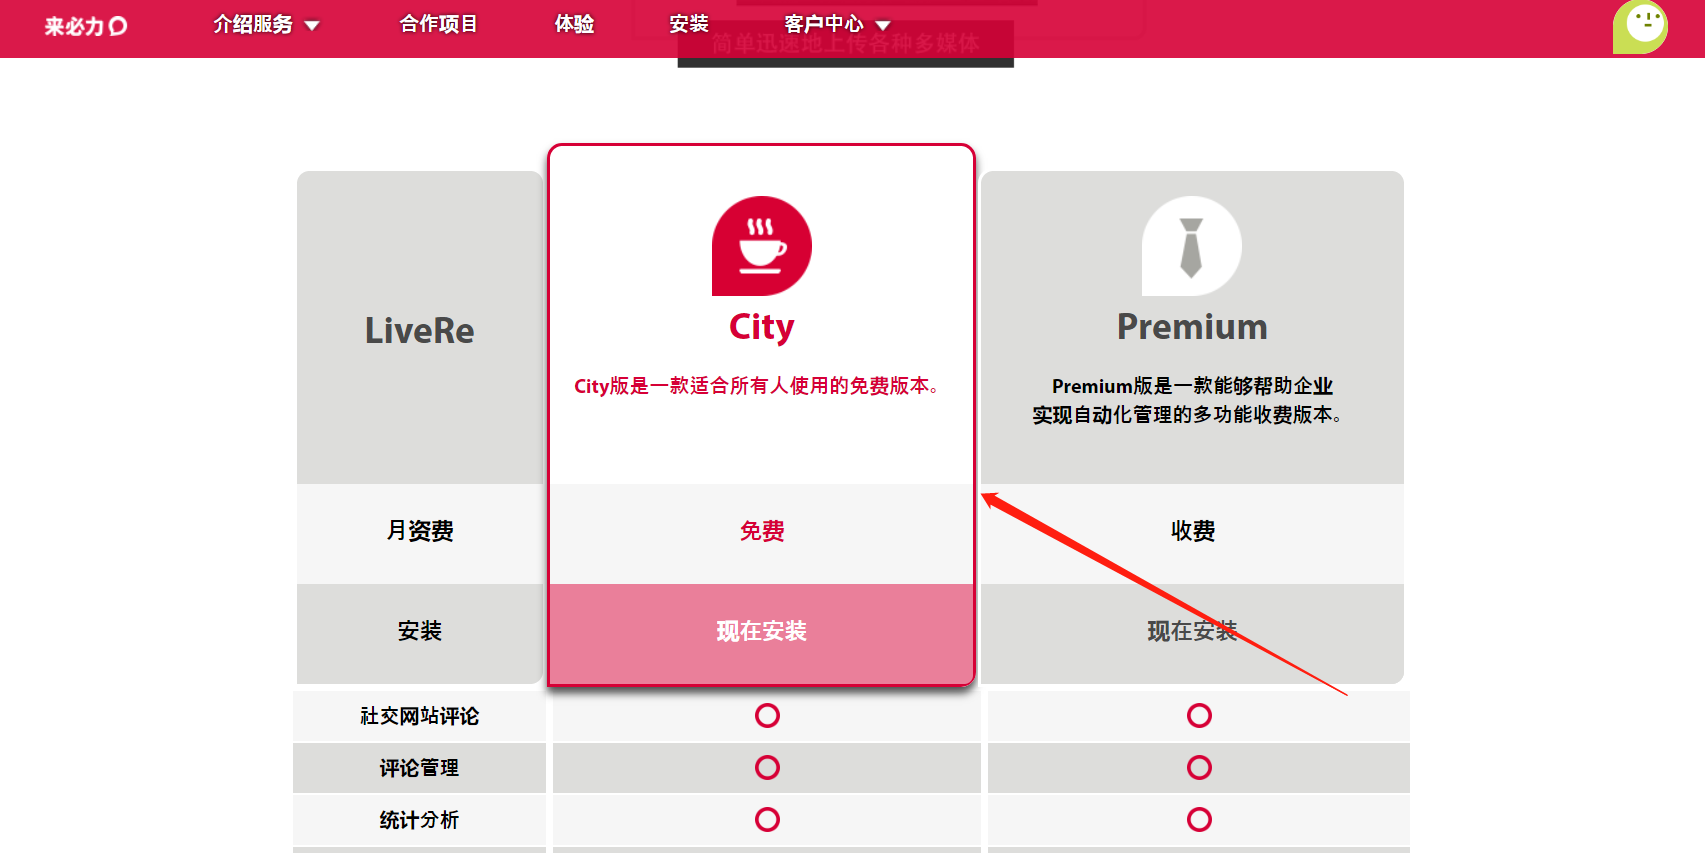 来必力
介绍服务
合作项目
体验
安装
客户中心
简单迅速地上传各种多媒体
LiveRe
City
City版是一款适合所有人使用的免费版本。
Premium
Premium版是一款能够帮助企业
实现自动化管理的多功能收费版本。
月资费
免费
收费
安装
现在安装
现在安装
社交网站评论
评论管理
统计分析